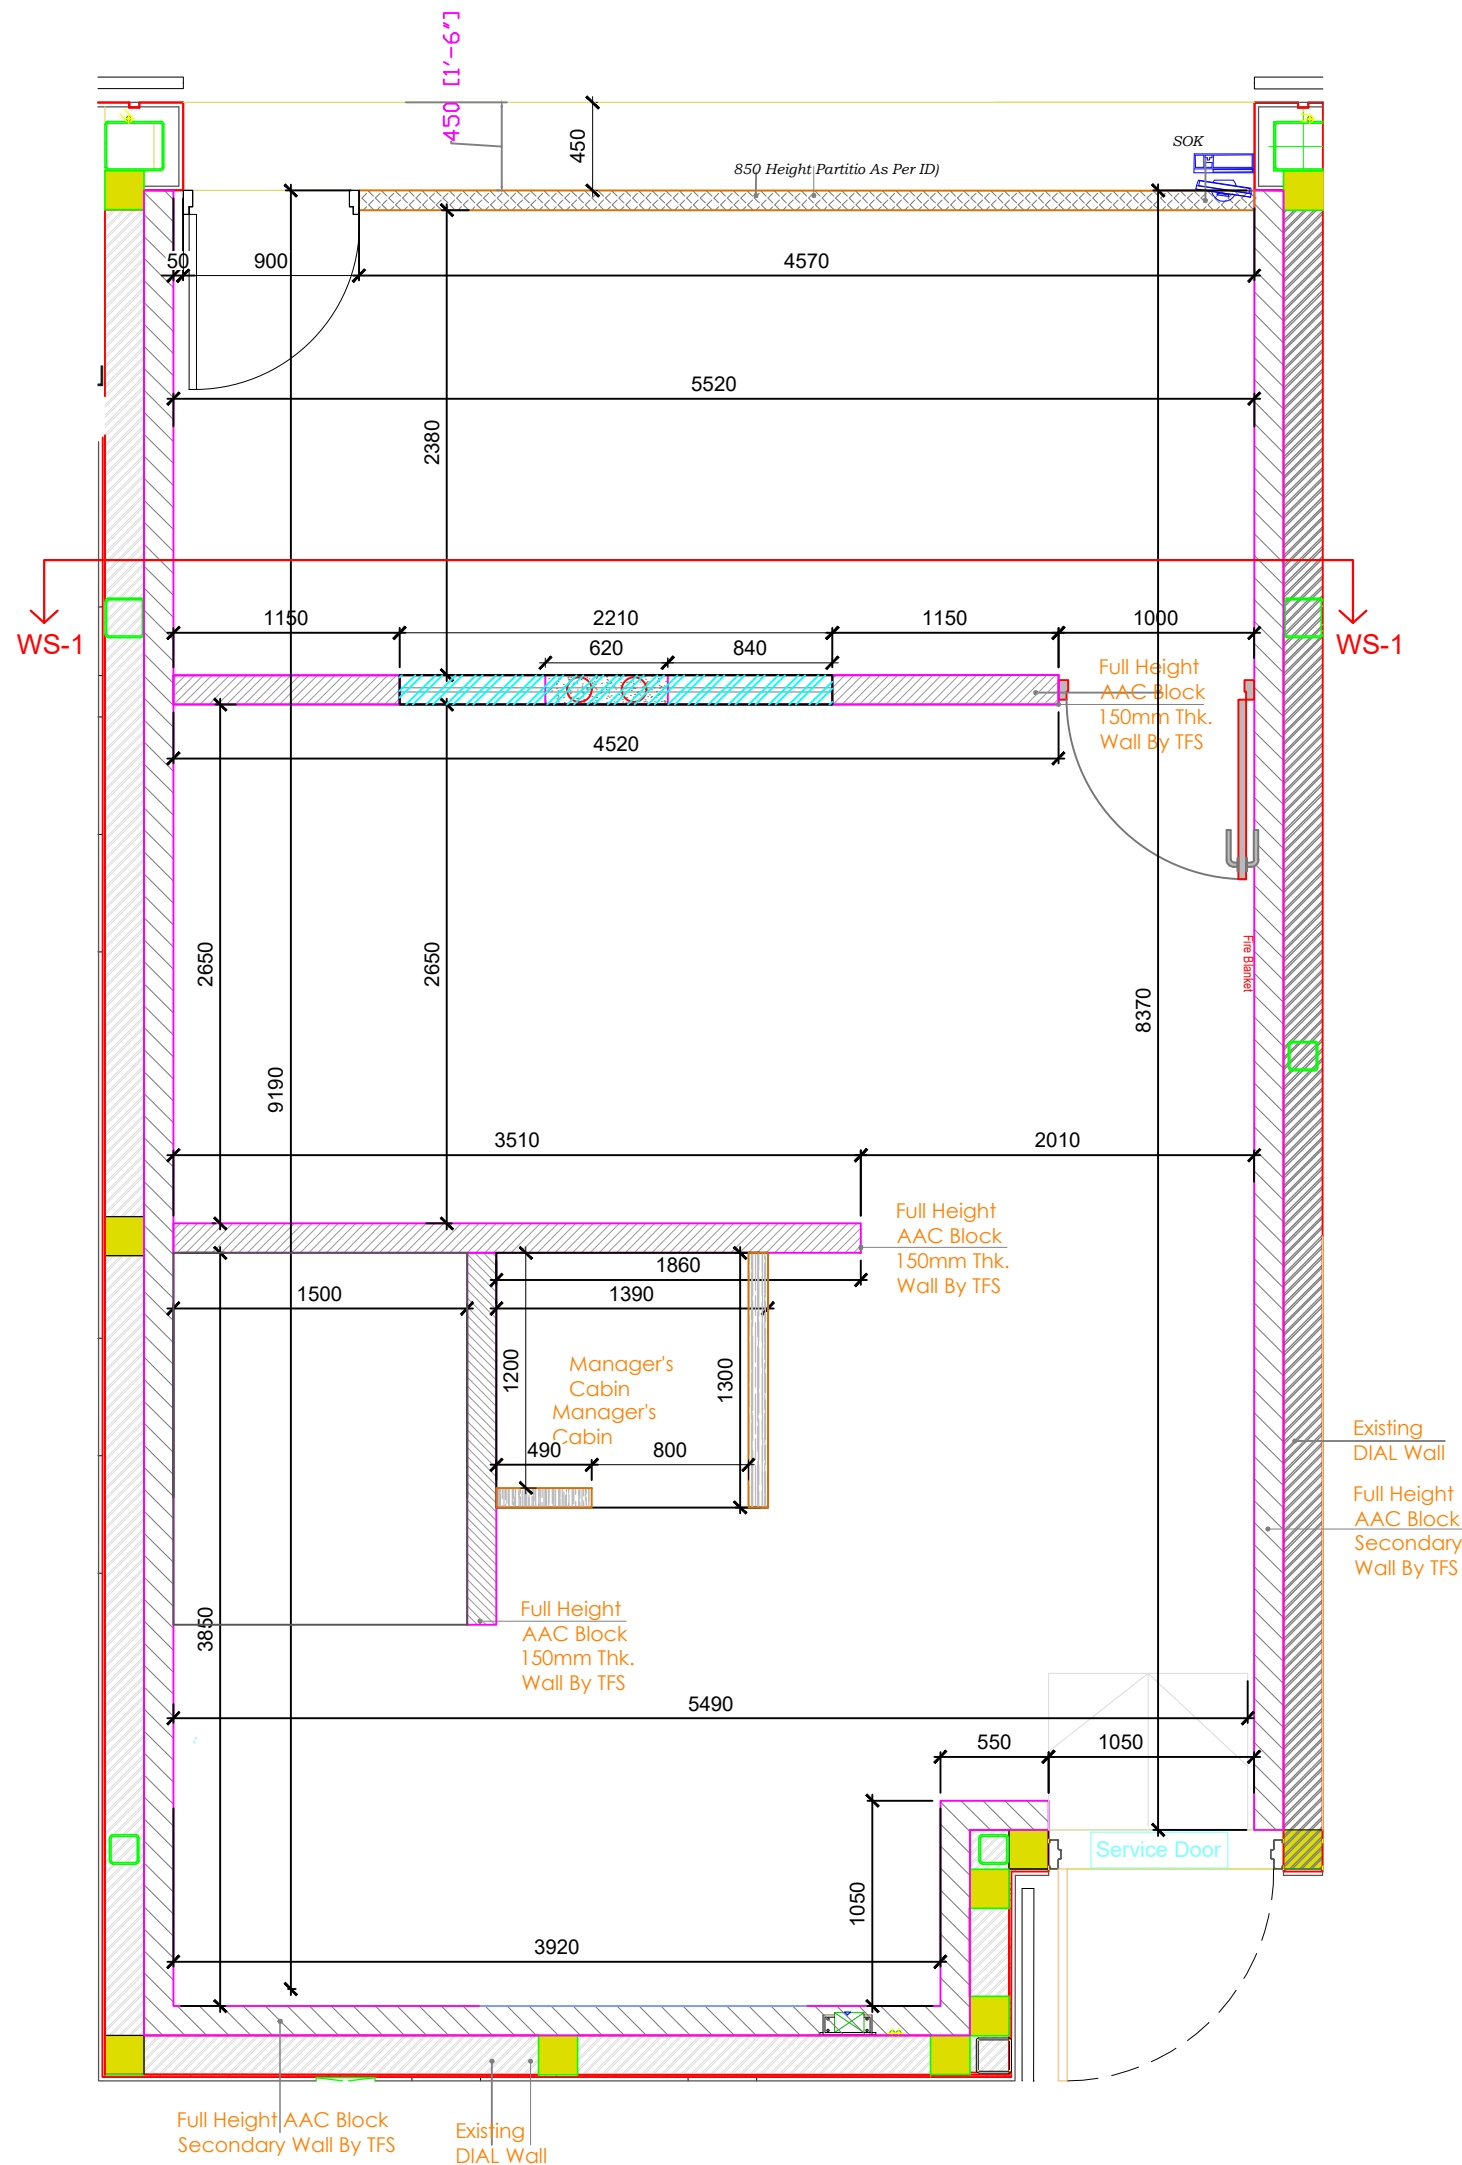 450 [1'-6"]
450
SOK
850 Height Partitio As Per ID)
50
900
4570
5520
2380
WS-1
WS-1
1150
2210
1150
1000
620
840
Full Height
AAC Block
150mm Thk.
Wall By TFS
4520
2650
2650
Fire Blanket
8370
9190
3510
2010
Full Height
AAC Block
150mm Thk.
Wall By TFS
1860
1500
1390
1200
1300
Manager's
Cabin
Manager's
Cabin
490
800
Existing
DIAL Wall
Full Height
AAC Block
Secondary
Wall By TFS
3850
Full Height
AAC Block
150mm Thk.
Wall By TFS
5490
550
1050
Service Door
1050
3920
Full Height AAC Block
Secondary Wall By TFS
Existing
DIAL Wall